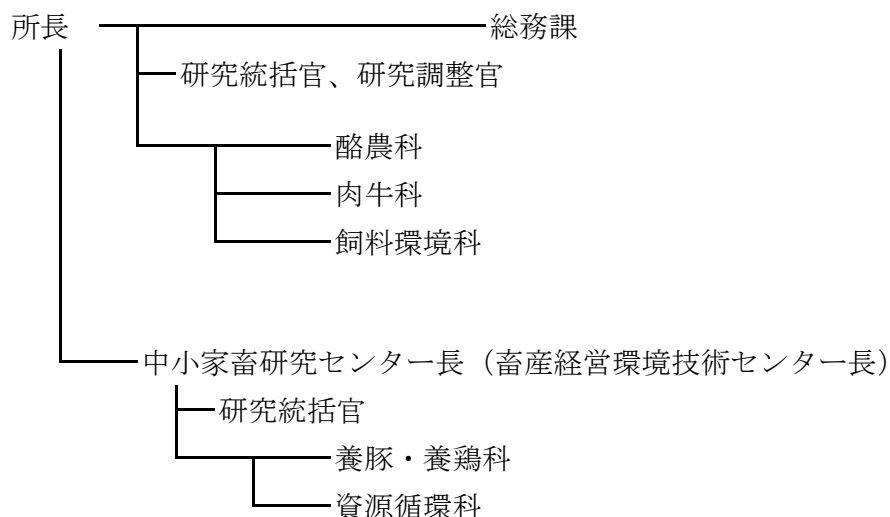 所長 総務課
研究統括官、研究調整官
酪農科
肉牛科
飼料環境科
中小家畜研究センター長（畜産経営環境技術センター長）
研究統括官
養豚・養鶏科
資源循環科